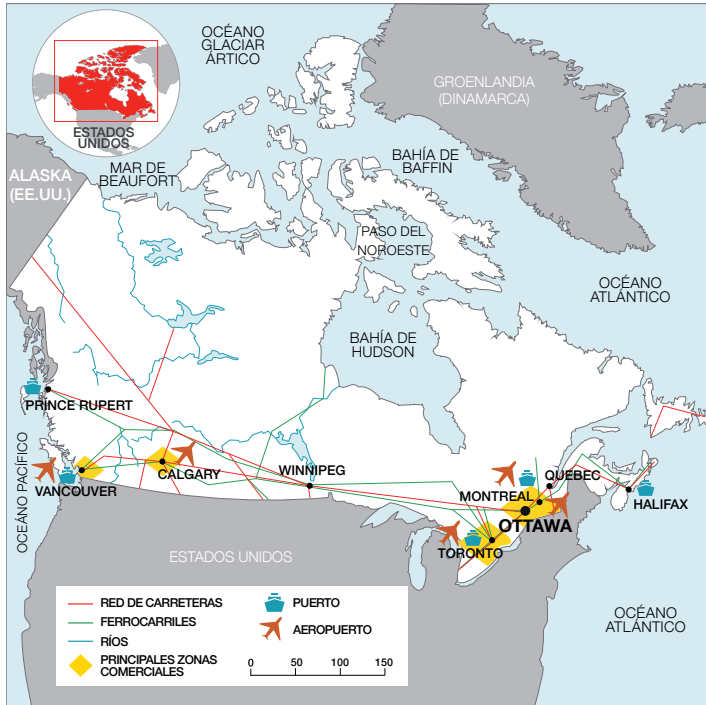 OCÉANO
GLACIAR
ÁRTICO
GROENLANDIA
(DINAMARCA)
ESTADOS
UNIDOS
ALASKA
(EE.UU.)
MAR DE
BEAUFORT
BAHÍA DE
BAFFIN
PASO DEL
NOROESTE
OCÉANO
ATLÁNTICO
BAHÍA DE
HUDSON
PRINCE RUPERT
OCÉANO PACÍFICO
VANCOUVER
CALGARY
WINNIPEG
QUEBEC
MONTREAL
OTTAWA
TORONTO
HALIFAX
ESTADOS UNIDOS
OCÉANO
ATLÁNTICO
RED DE CARRETERAS
FERROCARRILES
RÍOS
PRINCIPALES ZONAS
COMERCIALES
PUERTO
AEROPUERTO
0 50 100 150